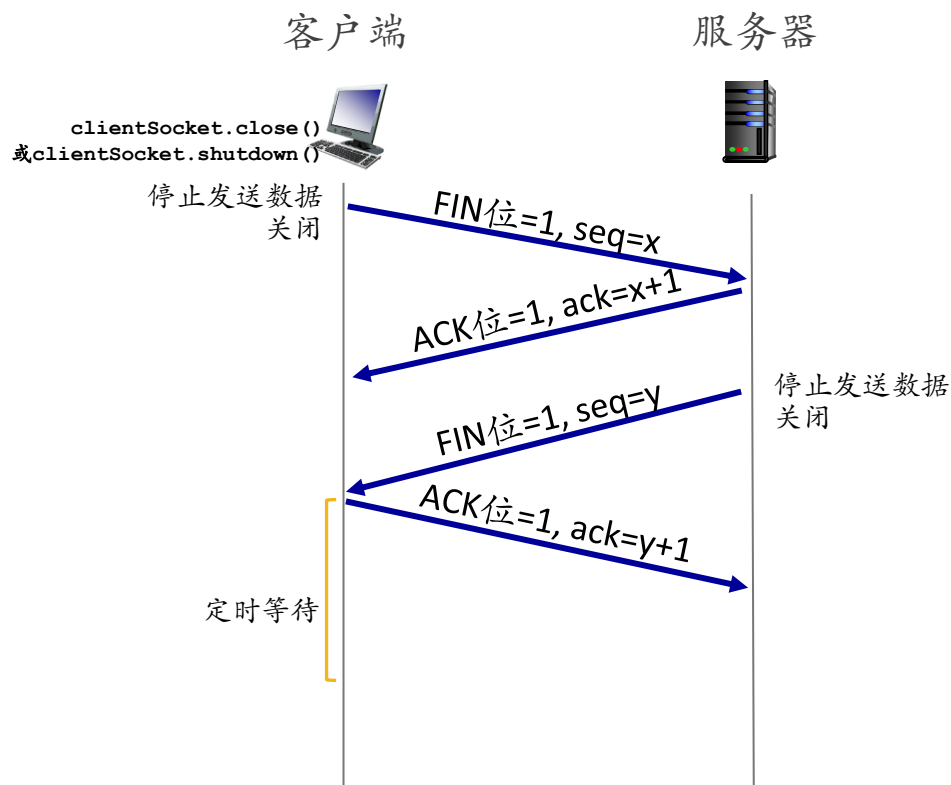 客户端
服务器
clientSocket.close()
或clientSocket.shutdown()
停止发送数据
关闭
FIN位=1, seq=x
ACK位=1, ack=x+1
停止发送数据
关闭
FIN位=1, seq=y
ACK位=1, ack=y+1
定时等待